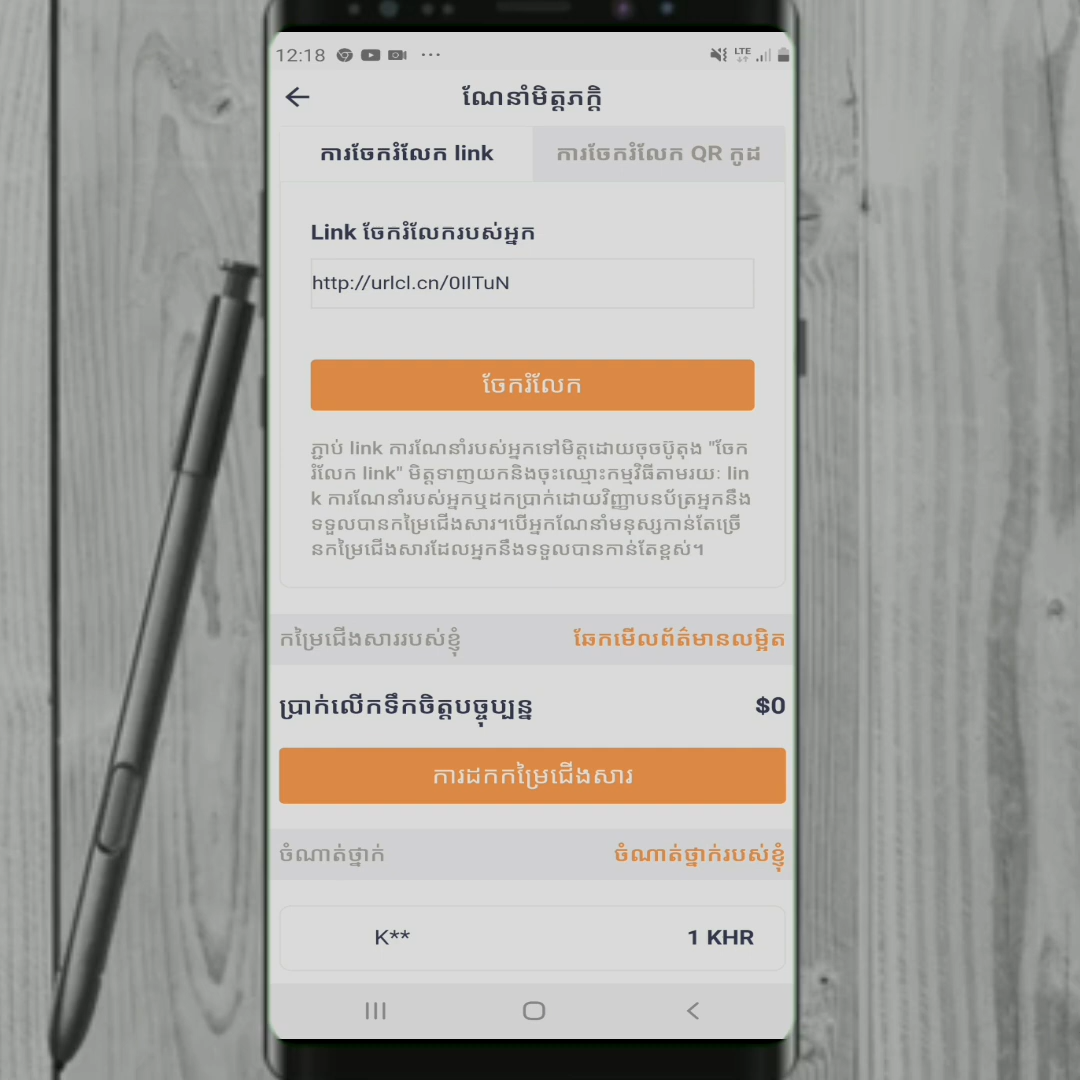 12:18
LTE
ណែនាំមិត្តភក្តិ
ការចែករំលែក link
ការចែករំលែក QR កូដ
Link ចែករំលែករបស់អ្នក
http://urlcl.cn/0IlTuN
ចែករំលែក
ភ្ជាប់ link ការណែនាំរបស់អ្នកទៅមិត្តដោយចុចប៊ូតុង "ចែក
រំលែក link" មិត្តទាញយកនិងចុះឈ្មោះកម្មវិធីតាមរយៈ lin
k ការណែនាំរបស់អ្នកឬដកប្រាក់ដោយវិញ្ញាបនប័ត្រអ្នកនឹង
ទទួលបានកម្រៃជើងសារ។បើអ្នកណែនាំមនុស្សកាន់តែច្រើ
នកម្រៃជើងសារដែលអ្នកនឹងទទួលបានកាន់តែខ្ពស់។
កម្រៃជើងសាររបស់ខ្ញុំ
ឆែកមើលព័ត៌មានលម្អិត
ប្រាក់លើកទឹកចិត្តបច្ចុប្បន្ន
$0
ការដកកម្រៃជើងសារ
ចំណាត់ថ្នាក់
ចំណាត់ថ្នាក់របស់ខ្ញុំ
K**
1 KHR